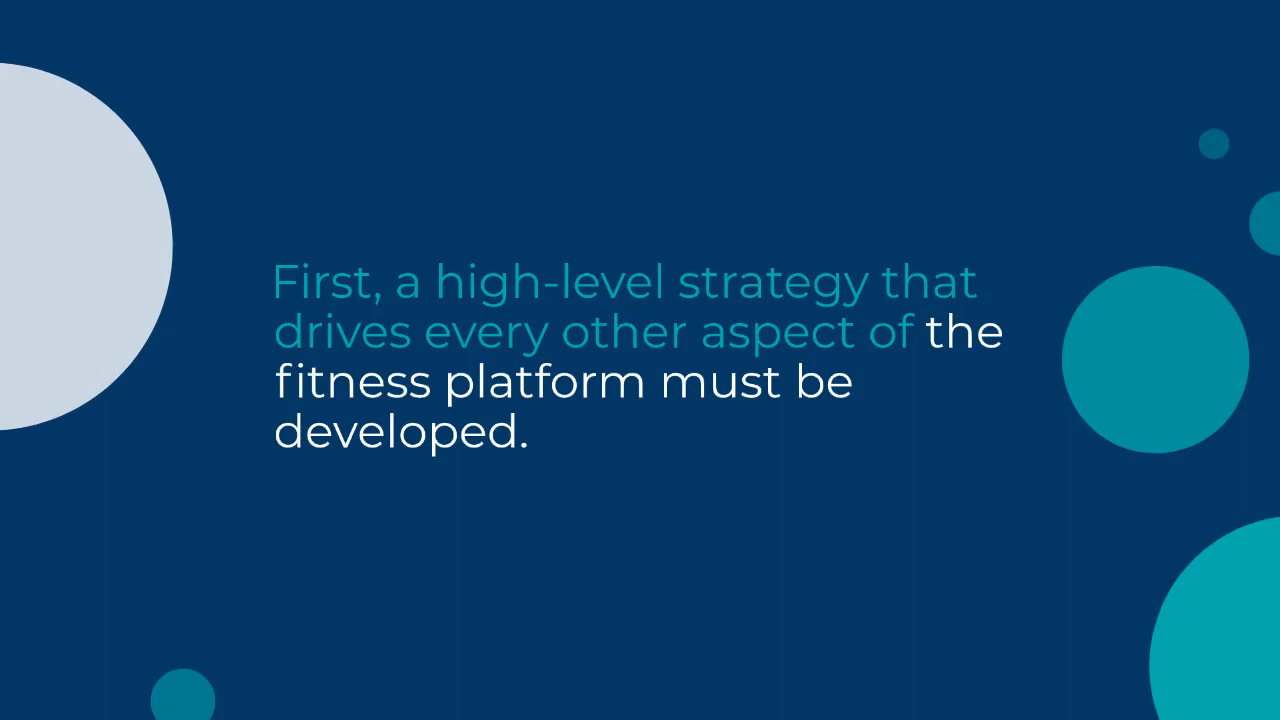 First, a high-level strategy that
drives every other aspect of the
fitness platform must be
developed.